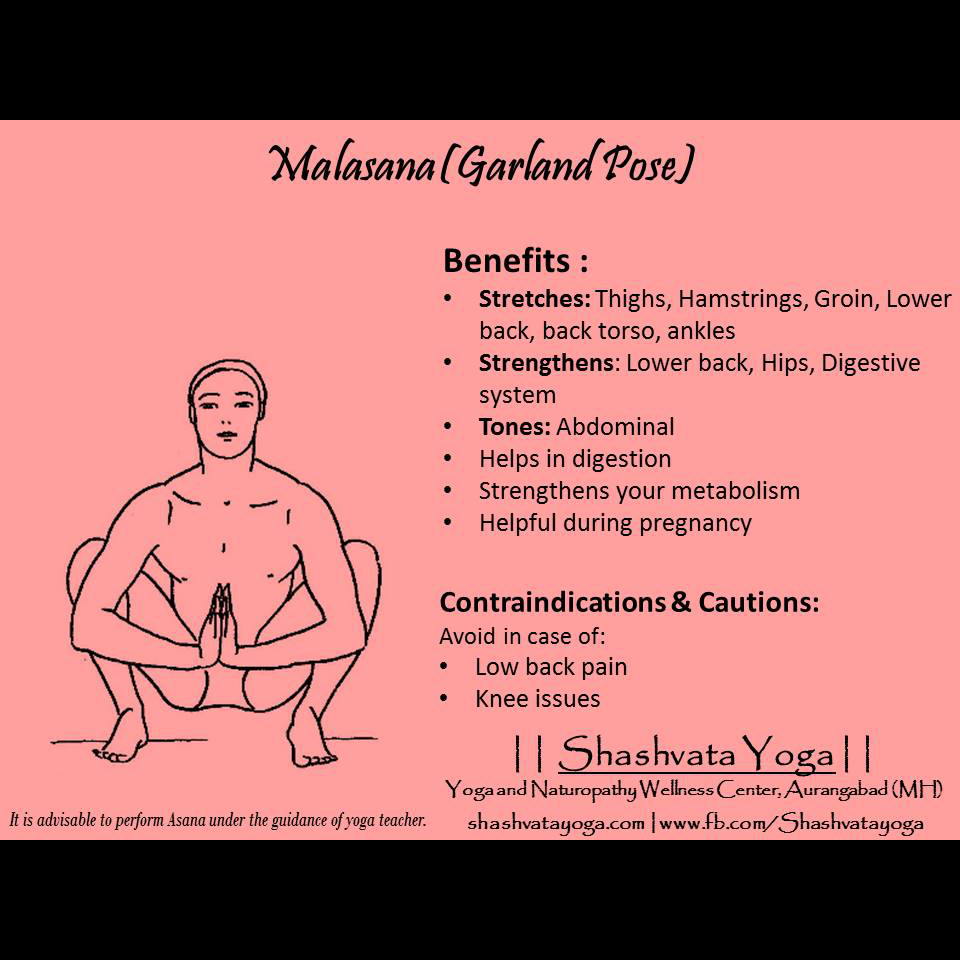 Malasana(Garland Pose)
Benefits :
• Stretches: Thighs, Hamstrings, Groin, Lower
back, back torso, ankles
• Strengthens: Lower back, Hips, Digestive
system
• Tones: Abdominal
• Helps in digestion
• Strengthens your metabolism
• Helpful during pregnancy
Contraindications & Cautions:
Avoid in case of:
• Low back pain
• Knee issues
|| Shashvata Yoga||
Yoga and Naturopathy Wellness Center, Aurangabad (MH)
shashvatayoga.com |www.fb.com/Shashvatayoga
It is advisable to perform Asana under the guidance of yoga teacher.